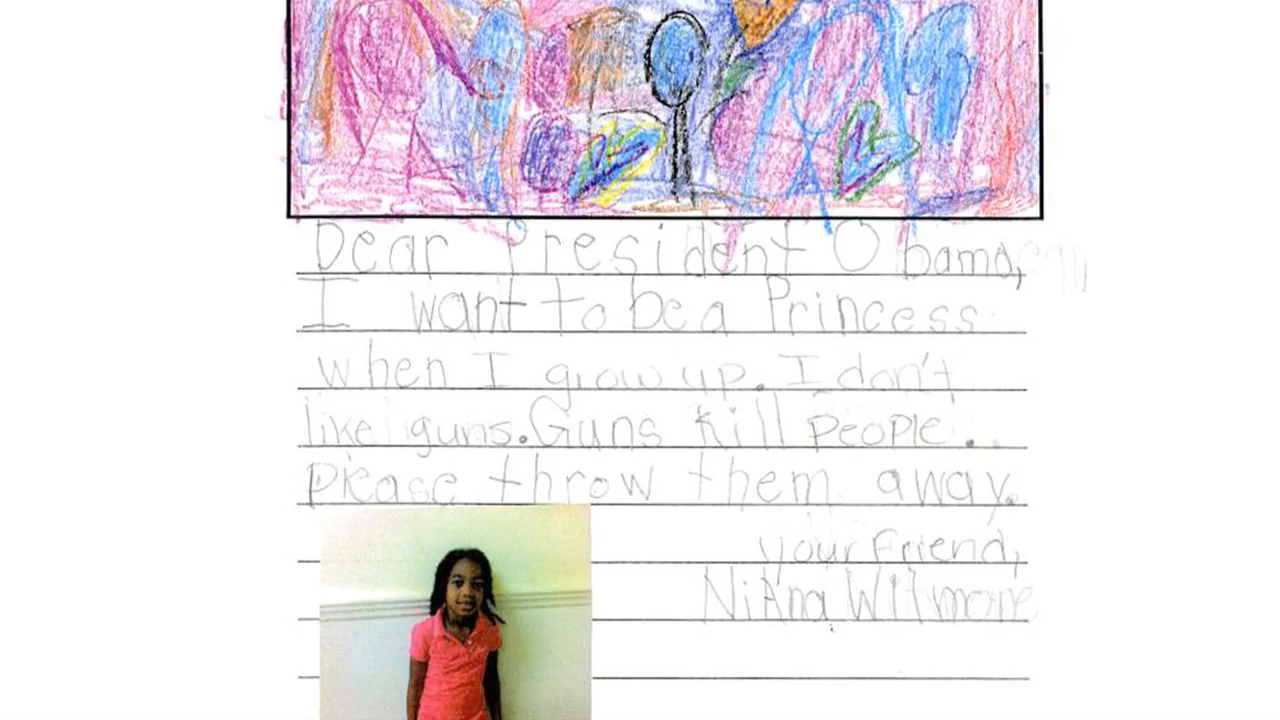 Dear President Obama,
I want to be a Princess
when I grow up. I don't
like guns. Guns kill people.
please throw them away.
your friend,
NiAna Wilmore